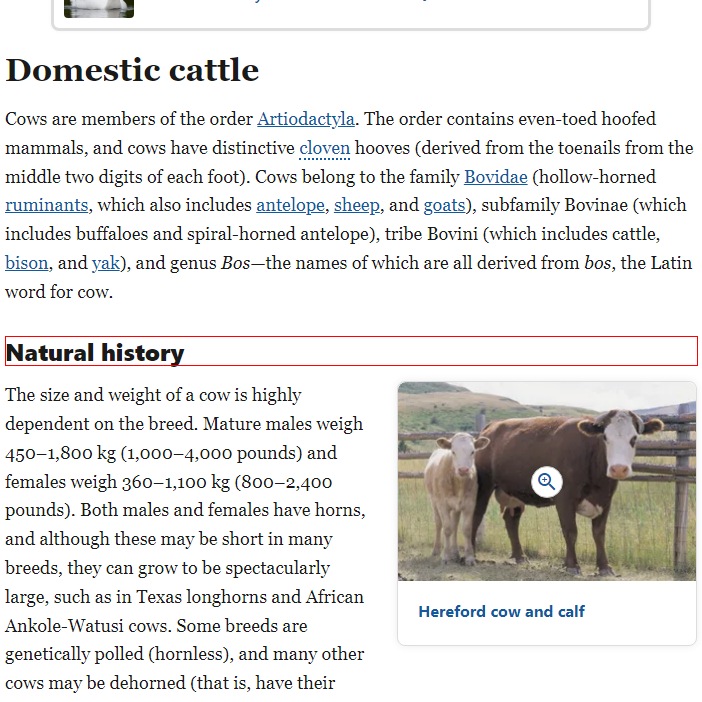 Domestic cattle
Cows are members of the order Artiodactyla. The order contains even-toed hoofed
mammals, and cows have distinctive cloven hooves (derived from the toenails from the
middle two digits of each foot). Cows belong to the family Bovidae (hollow-horned
ruminants, which also includes antelope, sheep, and goats), subfamily Bovinae (which
includes buffaloes and spiral-horned antelope), tribe Bovini (which includes cattle,
bison, and yak), and genus Bos—the names of which are all derived from bos, the Latin
word for cow.
Natural history
The size and weight of a cow is highly
dependent on the breed. Mature males weigh
450–1,800 kg (1,000–4,000 pounds) and
females weigh 360–1,100 kg (800–2,400
pounds). Both males and females have horns,
and although these may be short in many
breeds, they can grow to be spectacularly
large, such as in Texas longhorns and African
Ankole-Watusi cows. Some breeds are
genetically polled (hornless), and many other
cows may be dehorned (that is, have their
Hereford cow and calf